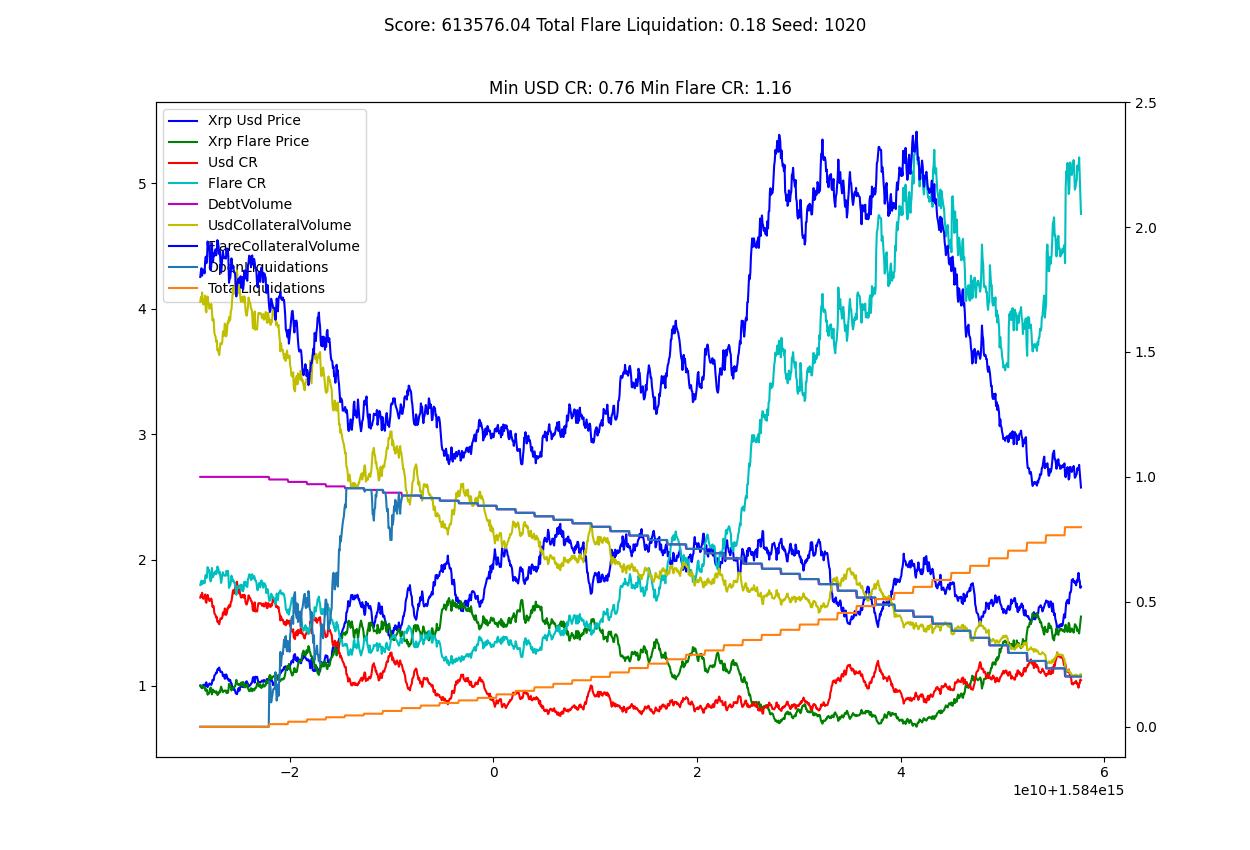 Score: 613576.04 Total Flare Liquidation: 0.18 Seed: 1020
Min USD CR: 0.76 Min Flare CR: 1.16
Xrp Usd Price
Xrp Flare Price
Usd CR
Flare CR
DebtVolume
UsdCollateralVolume
FlareCollateralVolume
OpenLiquidations
TotalLiquidations
5
4
3
2
1
2.5
2.0
1.5
1.0
0.5
0.0
−2
0
2
4
6
1e10+1.584e15